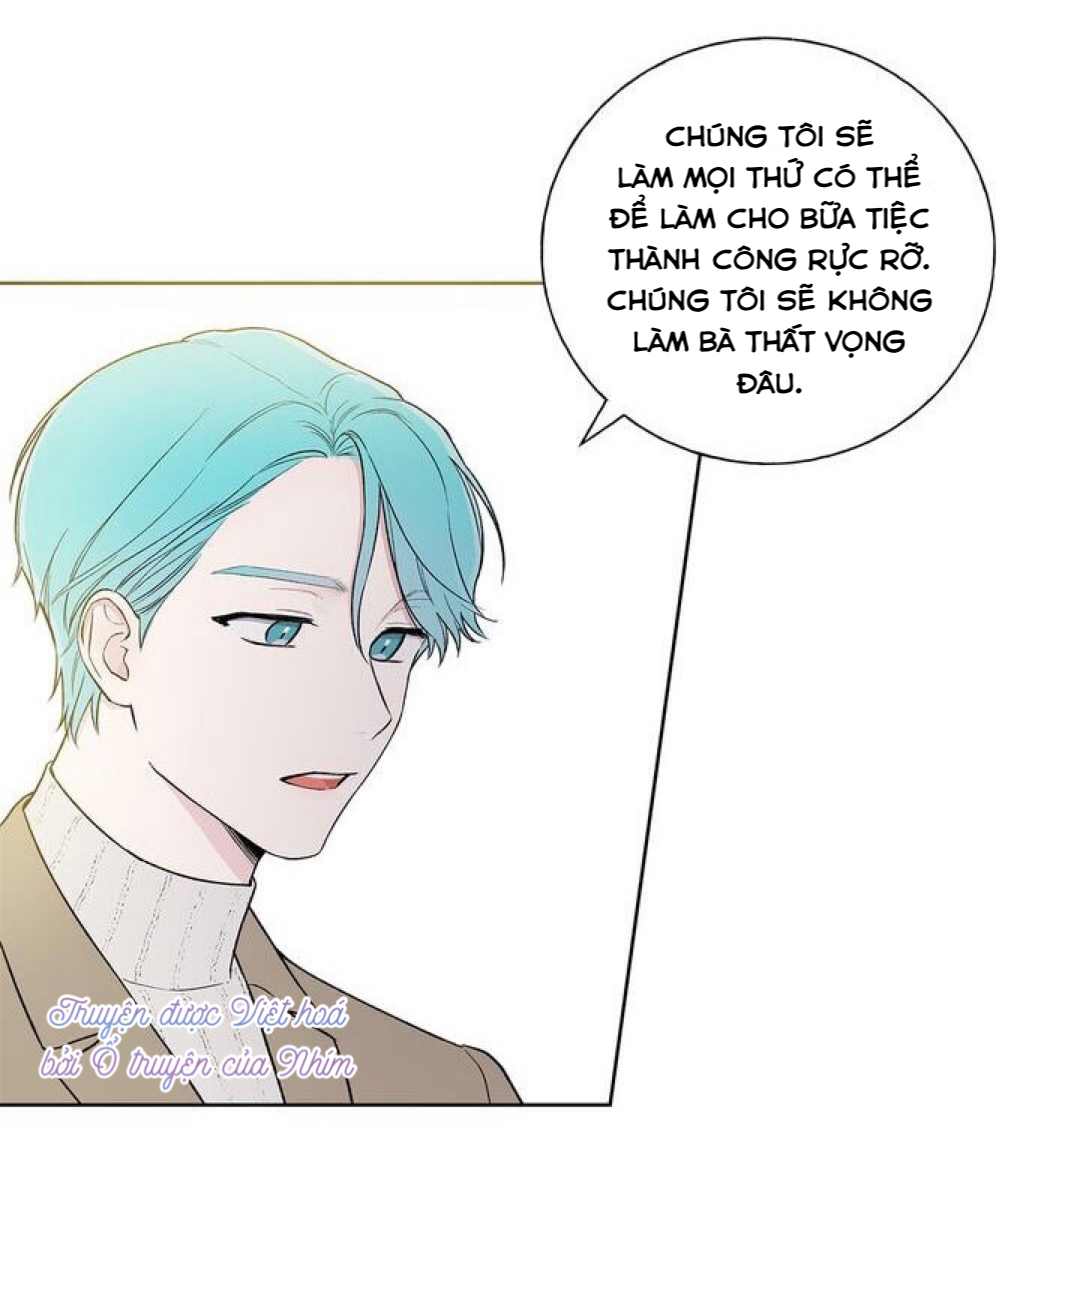 CHÚNG TÔI SẼ
LÀM MỌI THỨ CÓ THỂ
ĐỂ LÀM CHO BỮA TIỆC
THÀNH CÔNG RỰC RỠ.
CHÚNG TÔI SẼ KHÔNG
LÀM BÀ THẤT VỌNG
ĐÂU.
Truyện được Việt hoá
bởi Ổ truyện của Nhím